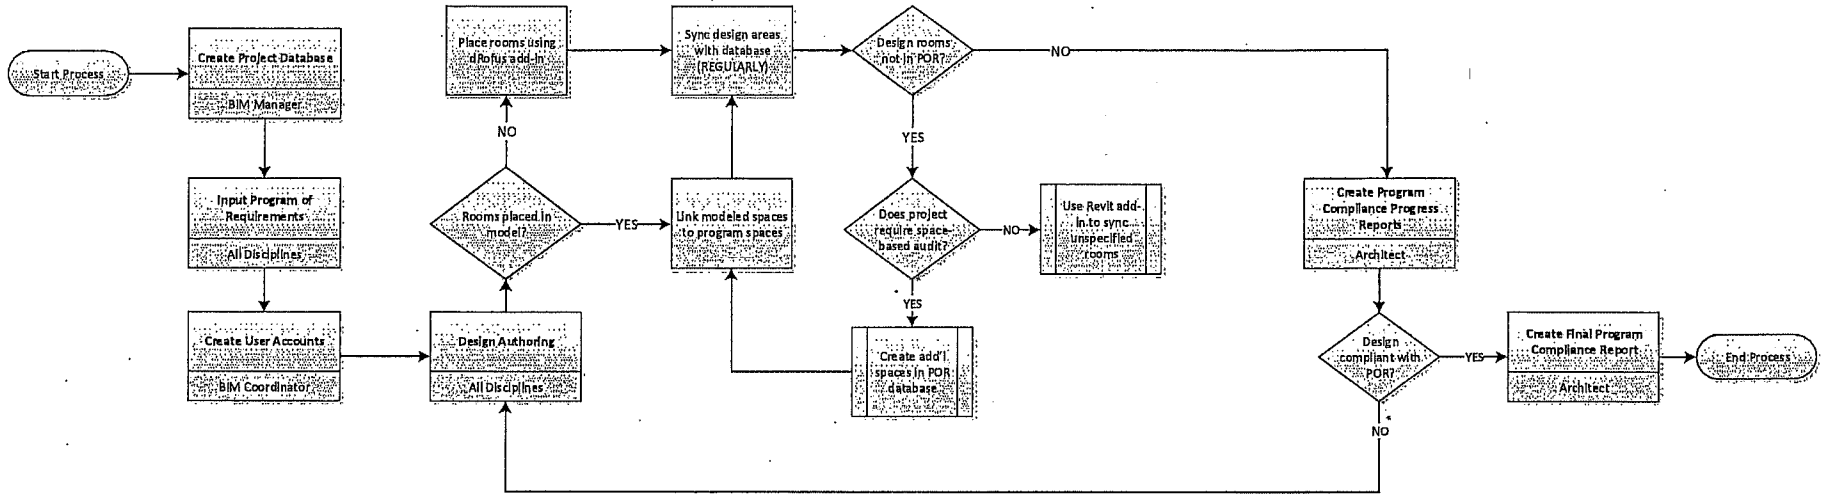 Start Process
Create Project Database
BIM Manager
Input Program of
Requirements
All Disciplines
Create User Accounts
BIM Coordinator
Design Authoring
All Disciplines
Rooms placed in
model?
NO
YES
Place rooms using
dRofus add-in
Link modeled spaces
to program spaces
Sync design areas
with database
(REGULARLY)
Design rooms
not in POR?
NO
YES
Does project
require space-
based audit?
NO
YES
Use Revit add-
in to sync
unspecified
rooms
Create add'l
spaces in POR
database
Create Program
Compliance Progress
Reports
Architect
Design
compliant with
POR?
YES
NO
Create Final Program
Compliance Report
Architect
End Process